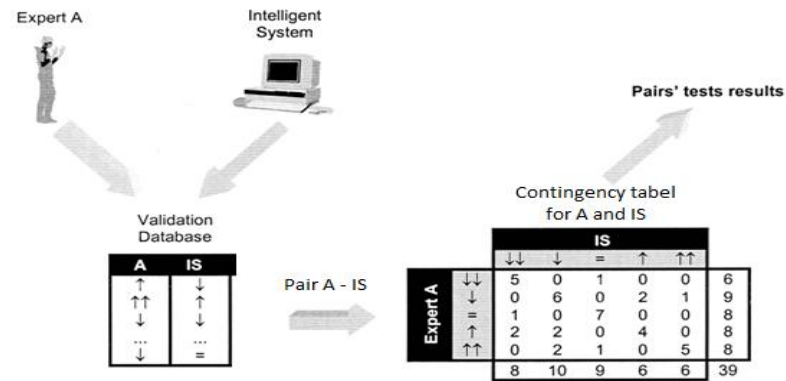 Expert A
Intelligent
System
Pairs' tests results
Contingency tabel
for A and IS
Validation
Database
A IS
↑ ↓
↑↑ ↑
↓ ↓
... ...
↓ =
Pair A - IS
IS
↓↓ ↓ = ↑ ↑↑
Expert A
↓↓ 5 0 1 0 0 6
↓ 0 6 0 2 1 9
= 1 0 7 0 0 8
↑ 2 2 0 4 0 8
↑↑ 0 2 1 0 5 8
8 10 9 6 6 39